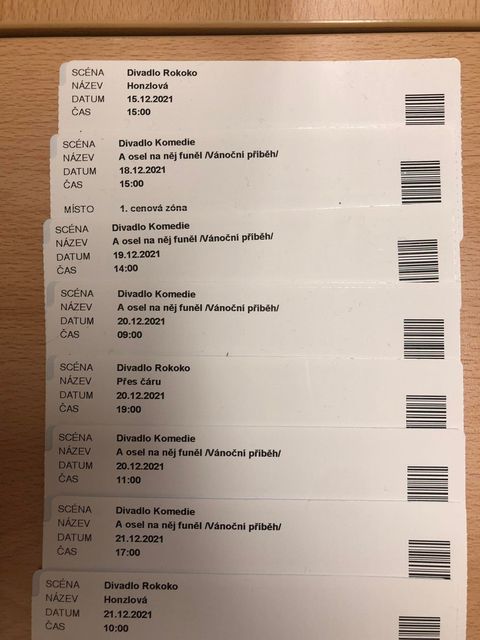 SCÉNA Divadlo Rokoko
NÁZEV Honzlová
DATUM 15.12.2021
ČAS 15:00
SCÉNA Divadlo Komedie
NÁZEV A osel na něj funěl /Vánoční příběh/
DATUM 18.12.2021
ČAS 15:00
MÍSTO 1. cenová zóna
SCÉNA Divadlo Komedie
NÁZEV A osel na něj funěl /Vánoční příběh/
DATUM 19.12.2021
ČAS 14:00
SCÉNA Divadlo Komedie
NÁZEV A osel na něj funěl /Vánoční příběh/
DATUM 20.12.2021
ČAS 09:00
SCÉNA Divadlo Rokoko
NÁZEV Přes čáru
DATUM 20.12.2021
ČAS 19:00
SCÉNA Divadlo Komedie
NÁZEV A osel na něj funěl /Vánoční příběh/
DATUM 20.12.2021
ČAS 11:00
SCÉNA Divadlo Komedie
NÁZEV A osel na něj funěl /Vánoční příběh/
DATUM 21.12.2021
ČAS 17:00
SCÉNA Divadlo Rokoko
NÁZEV Honzlová
DATUM 21.12.2021
ČAS 10:00